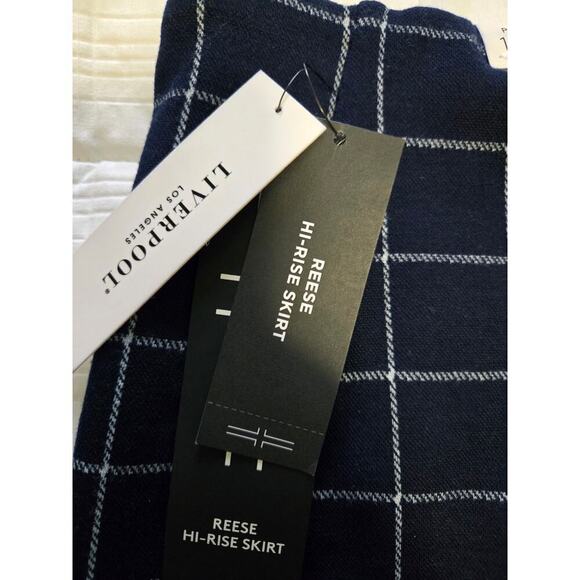 LIVERPOOL®
LOS ANGELES
REESE
HI-RISE SKIRT
REESE
HI-RISE SKIRT